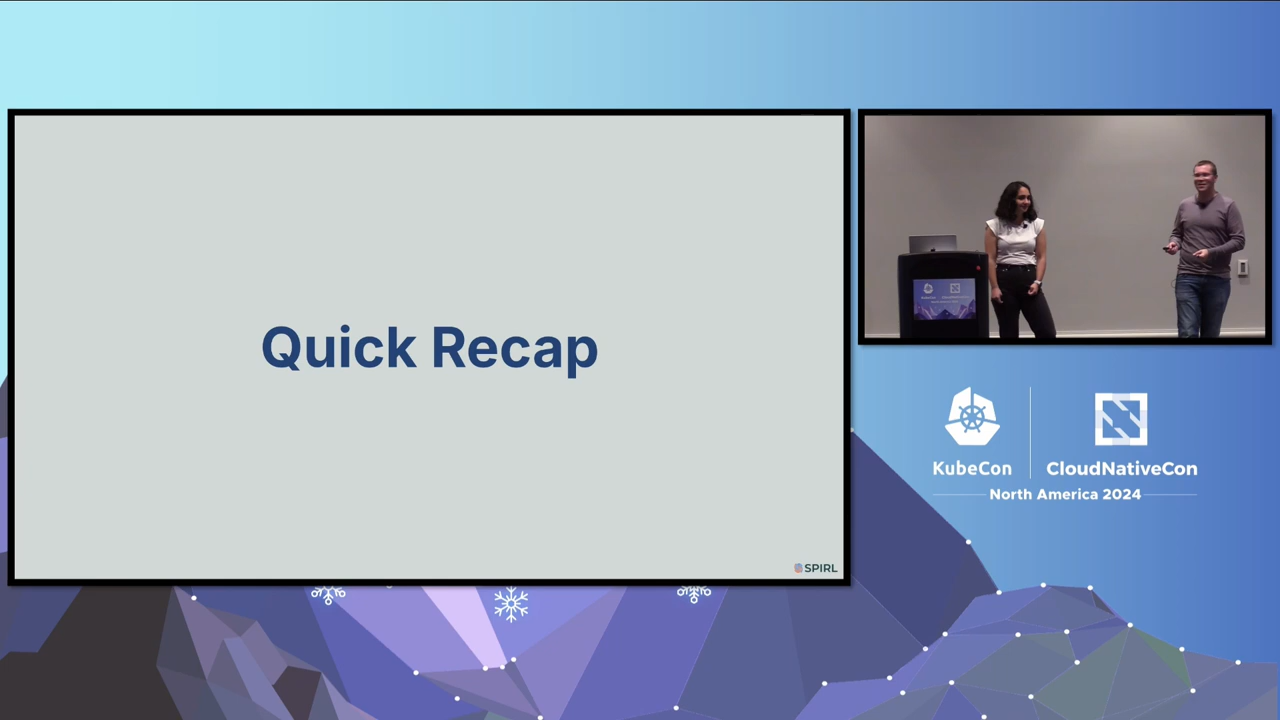 Quick Recap
SPIRL
KubeCon
CloudNativeCon
North America 2024